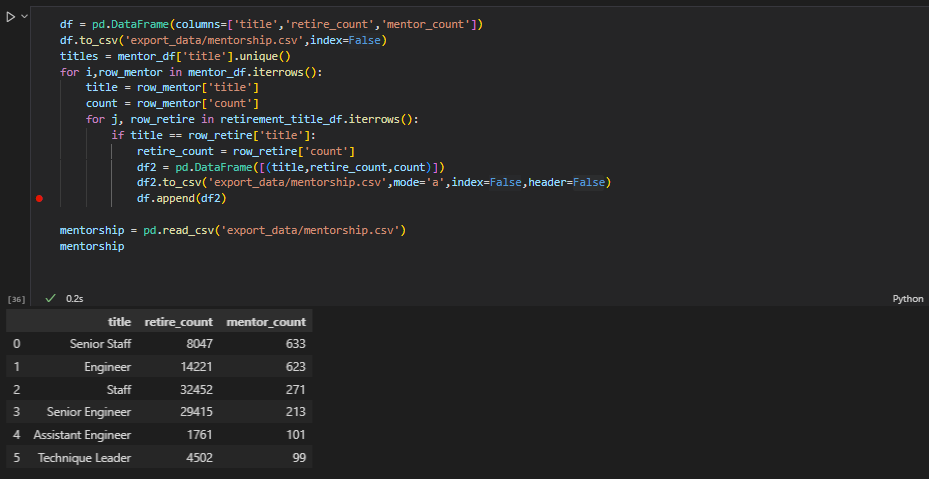 df = pd.DataFrame(columns=['title','retire_count','mentor_count'])
df.to_csv('export_data/mentorship.csv',index=False)
titles = mentor_df['title'].unique()
for i,row_mentor in mentor_df.iterrows():
    title = row_mentor['title']
    count = row_mentor['count']
    for j, row_retire in retirement_title_df.iterrows():
        if title == row_retire['title']:
            retire_count = row_retire['count']
            df2 = pd.DataFrame([(title,retire_count,count)])
            df2.to_csv('export_data/mentorship.csv',mode='a',index=False,header=False)
            df.append(df2)
mentorship = pd.read_csv('export_data/mentorship.csv')
mentorship
[36] 0.2s Python
title retire_count mentor_count
0 Senior Staff 8047 633
1 Engineer 14221 623
2 Staff 32452 271
3 Senior Engineer 29415 213
4 Assistant Engineer 1761 101
5 Technique Leader 4502 99